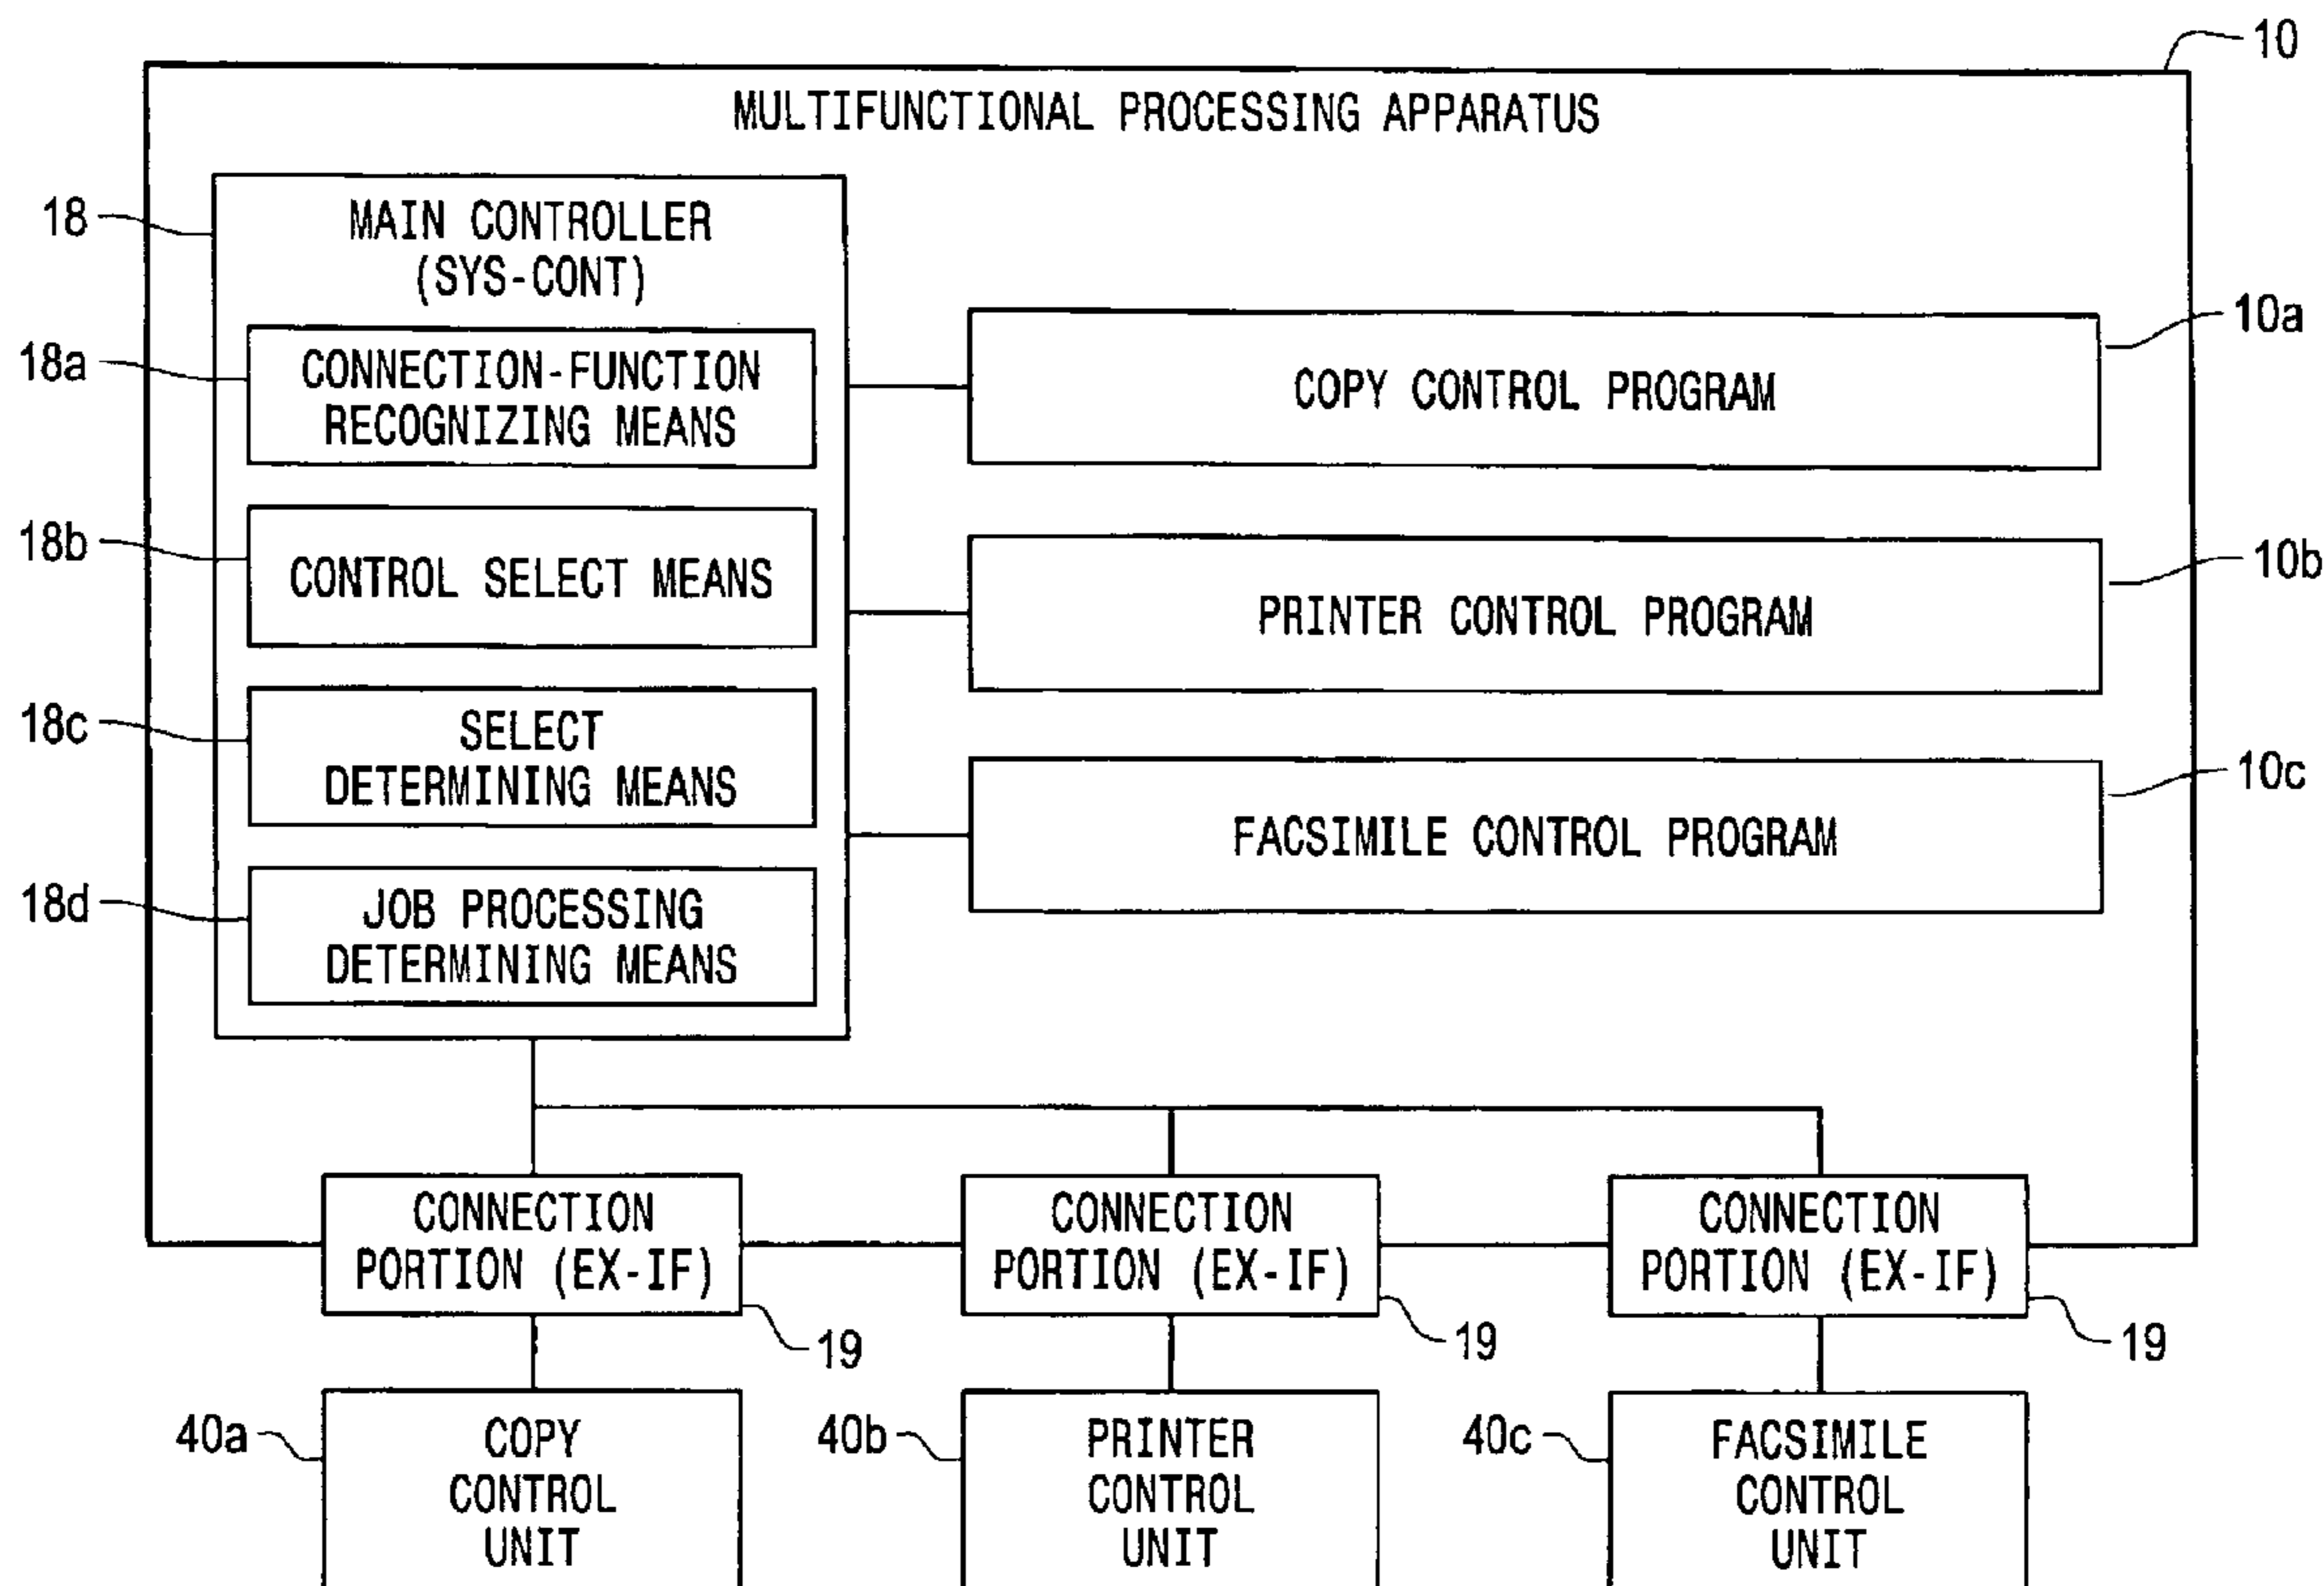 10
MULTIFUNCTIONAL PROCESSING APPARATUS
18
MAIN CONTROLLER
(SYS-CONT)
18a
CONNECTION-FUNCTION
RECOGNIZING MEANS
18b
CONTROL SELECT MEANS
18c
SELECT
DETERMINING MEANS
18d
JOB PROCESSING
DETERMINING MEANS
COPY CONTROL PROGRAM
10a
PRINTER CONTROL PROGRAM
10b
FACSIMILE CONTROL PROGRAM
10c
CONNECTION
PORTION (EX-IF)
19
CONNECTION
PORTION (EX-IF)
19
CONNECTION
PORTION (EX-IF)
19
40a
COPY
CONTROL
UNIT
40b
PRINTER
CONTROL
UNIT
40c
FACSIMILE
CONTROL
UNIT